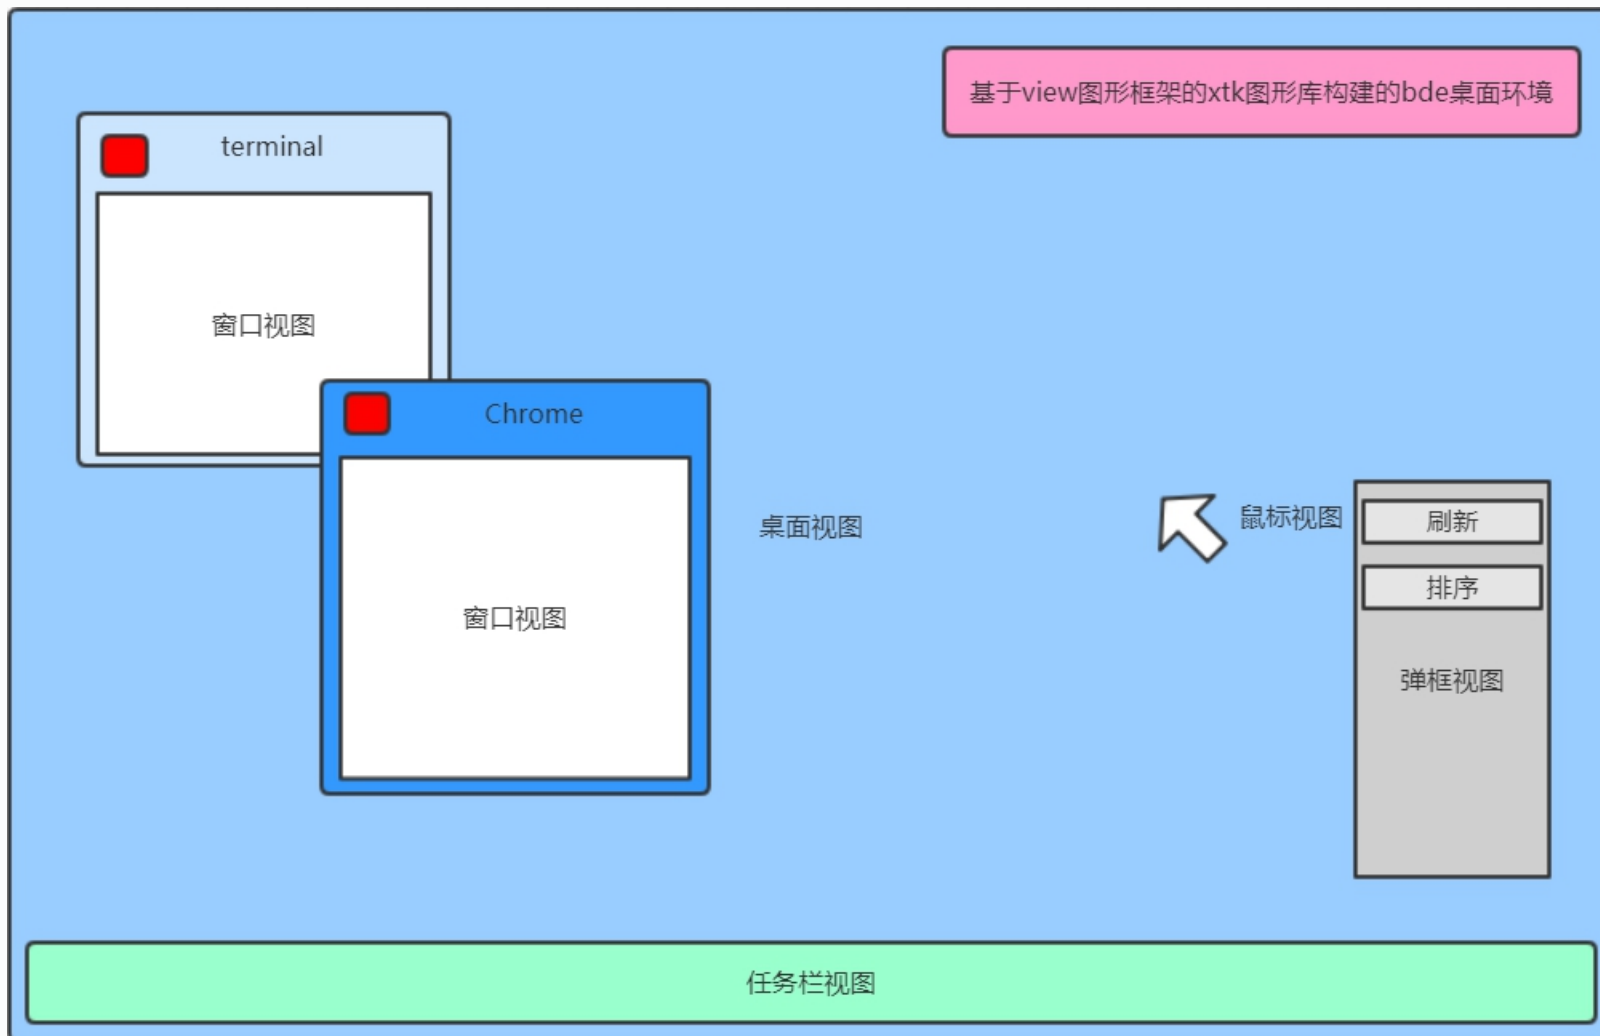 基于view图形框架的xtk图形库构建的bde桌面环境
terminal
窗口视图
Chrome
窗口视图
桌面视图
鼠标视图
刷新
排序
弹框视图
任务栏视图